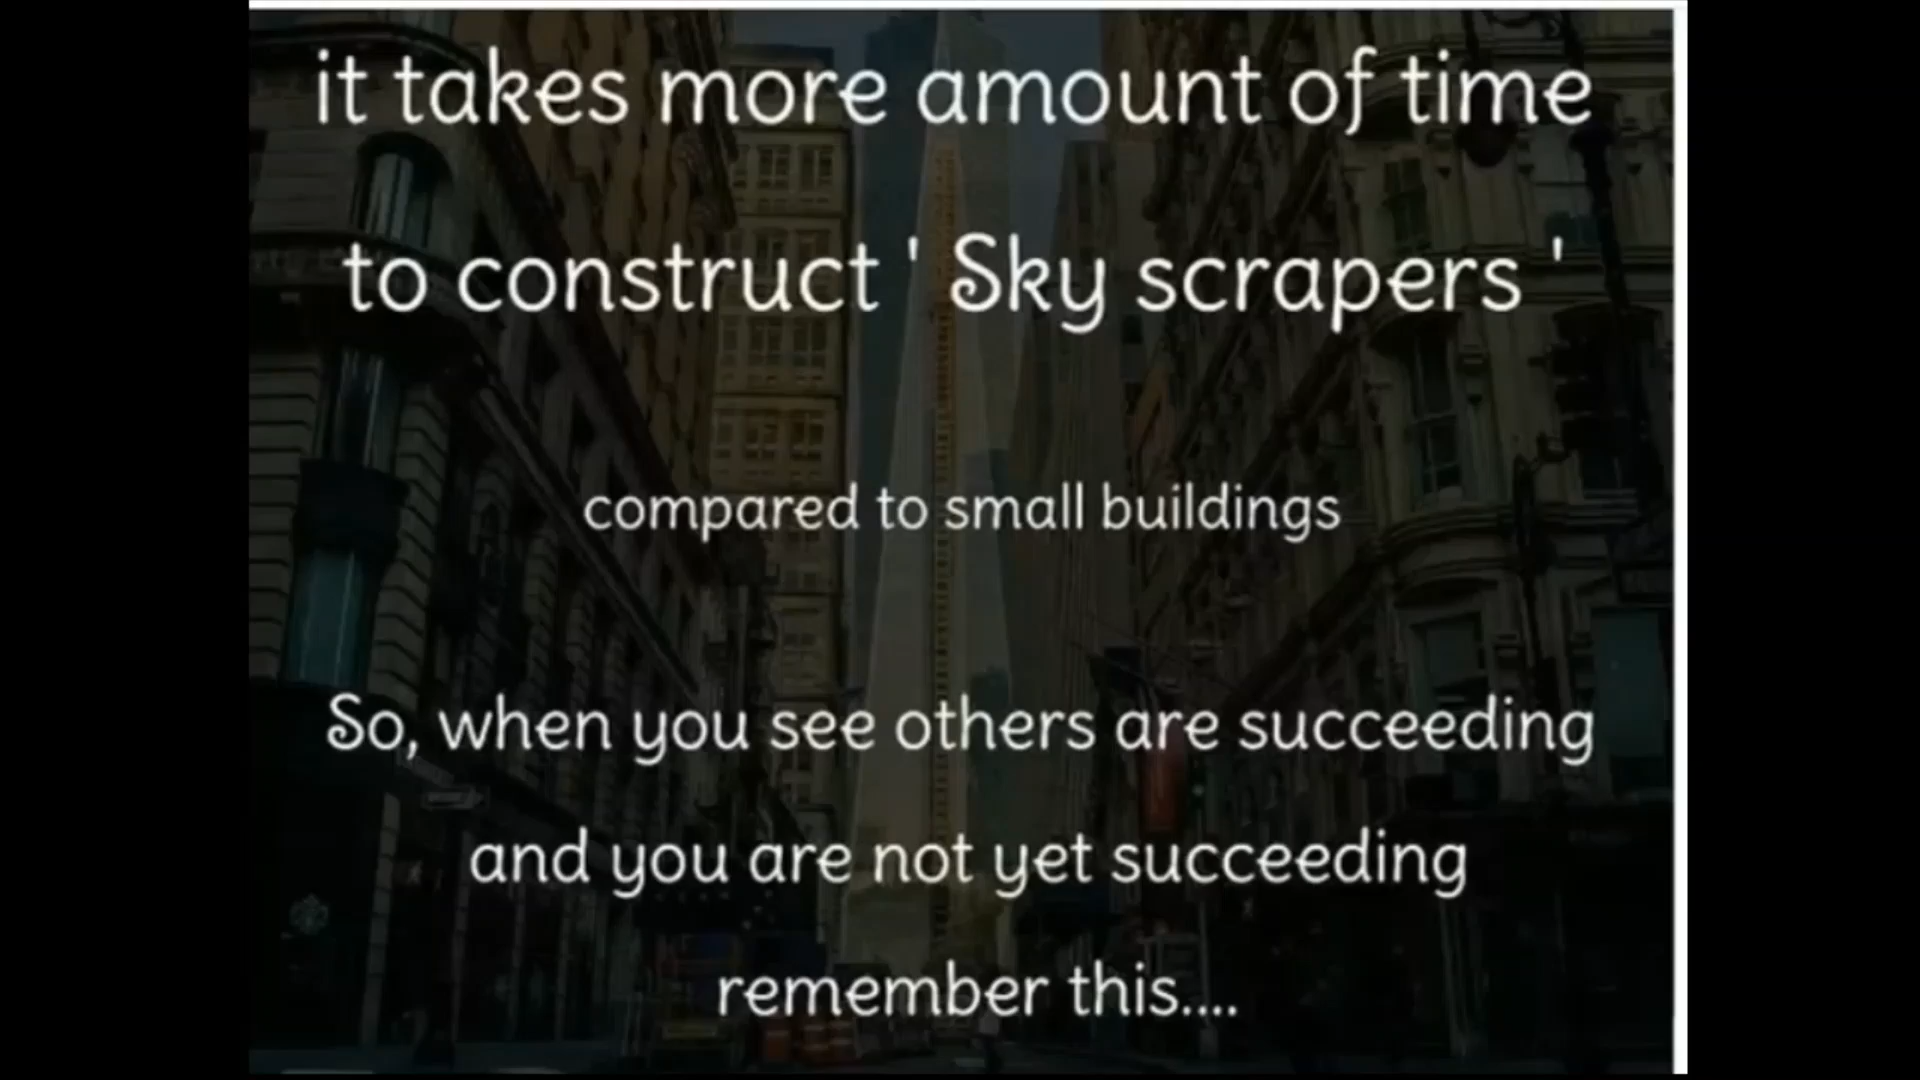 it takes more amount of time
to construct ' Sky scrapers '
compared to small buildings
So, when you see others are succeeding
and you are not yet succeeding
remember this....